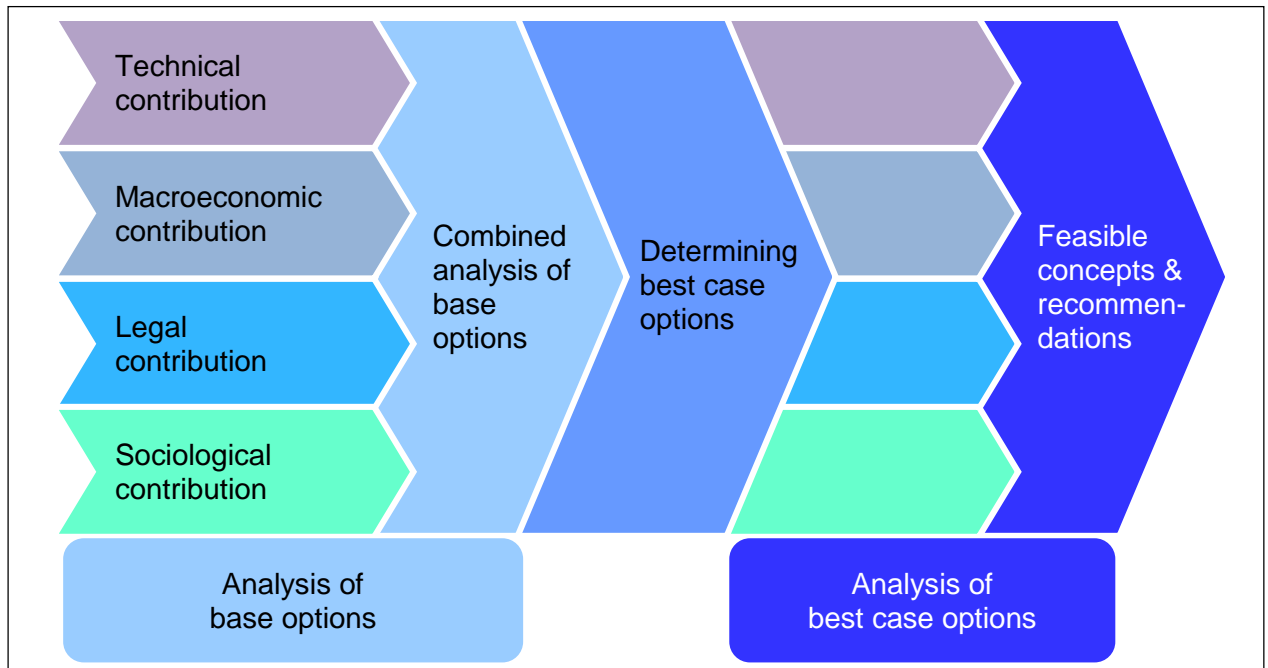 Technical
contribution
Macroeconomic
contribution
Legal
contribution
Sociological
contribution
Combined
analysis of
base
options
Determining
best case
options
Feasible
concepts &
recommen-
dations
Analysis of
base options
Analysis of
best case options